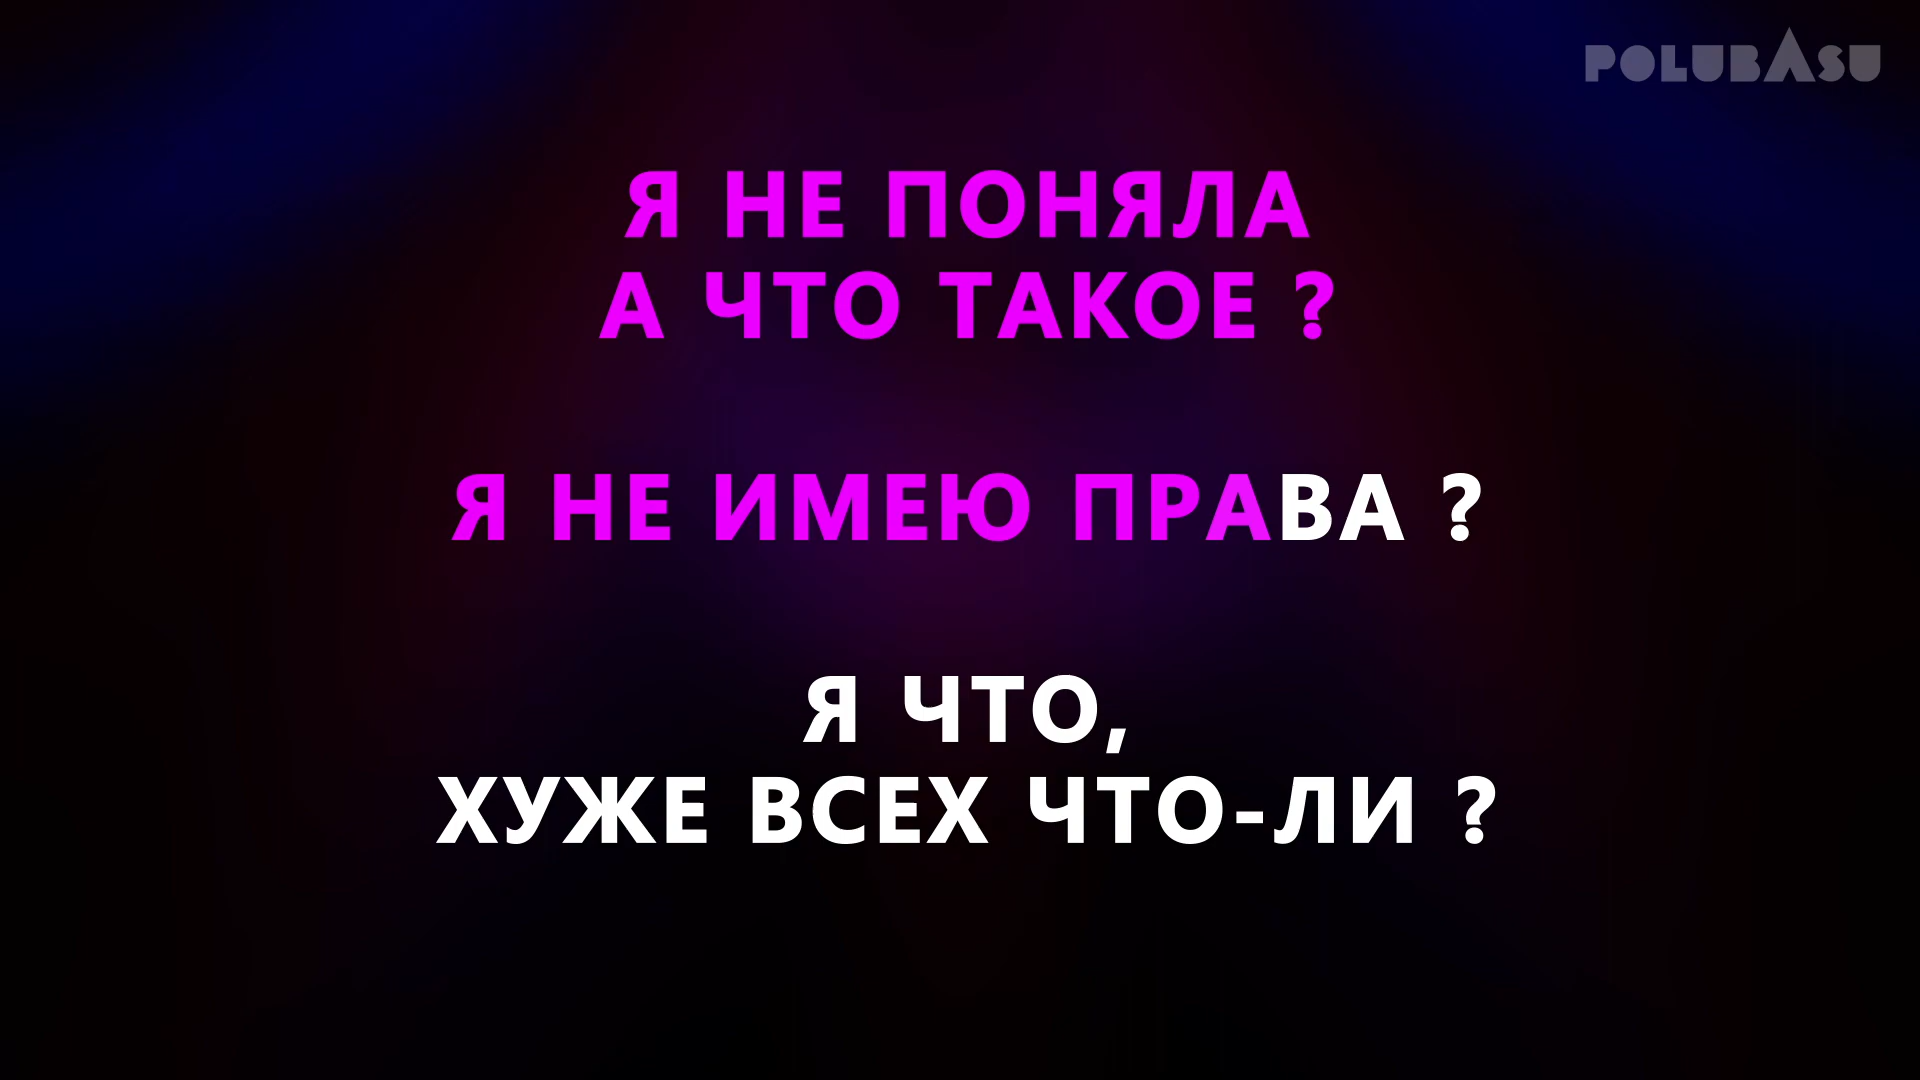 POLUBASU
Я НЕ ПОНЯЛА
А ЧТО ТАКОЕ ?
Я НЕ ИМЕЮ ПРАВА ?
Я ЧТО,
ХУЖЕ ВСЕХ ЧТО-ЛИ ?